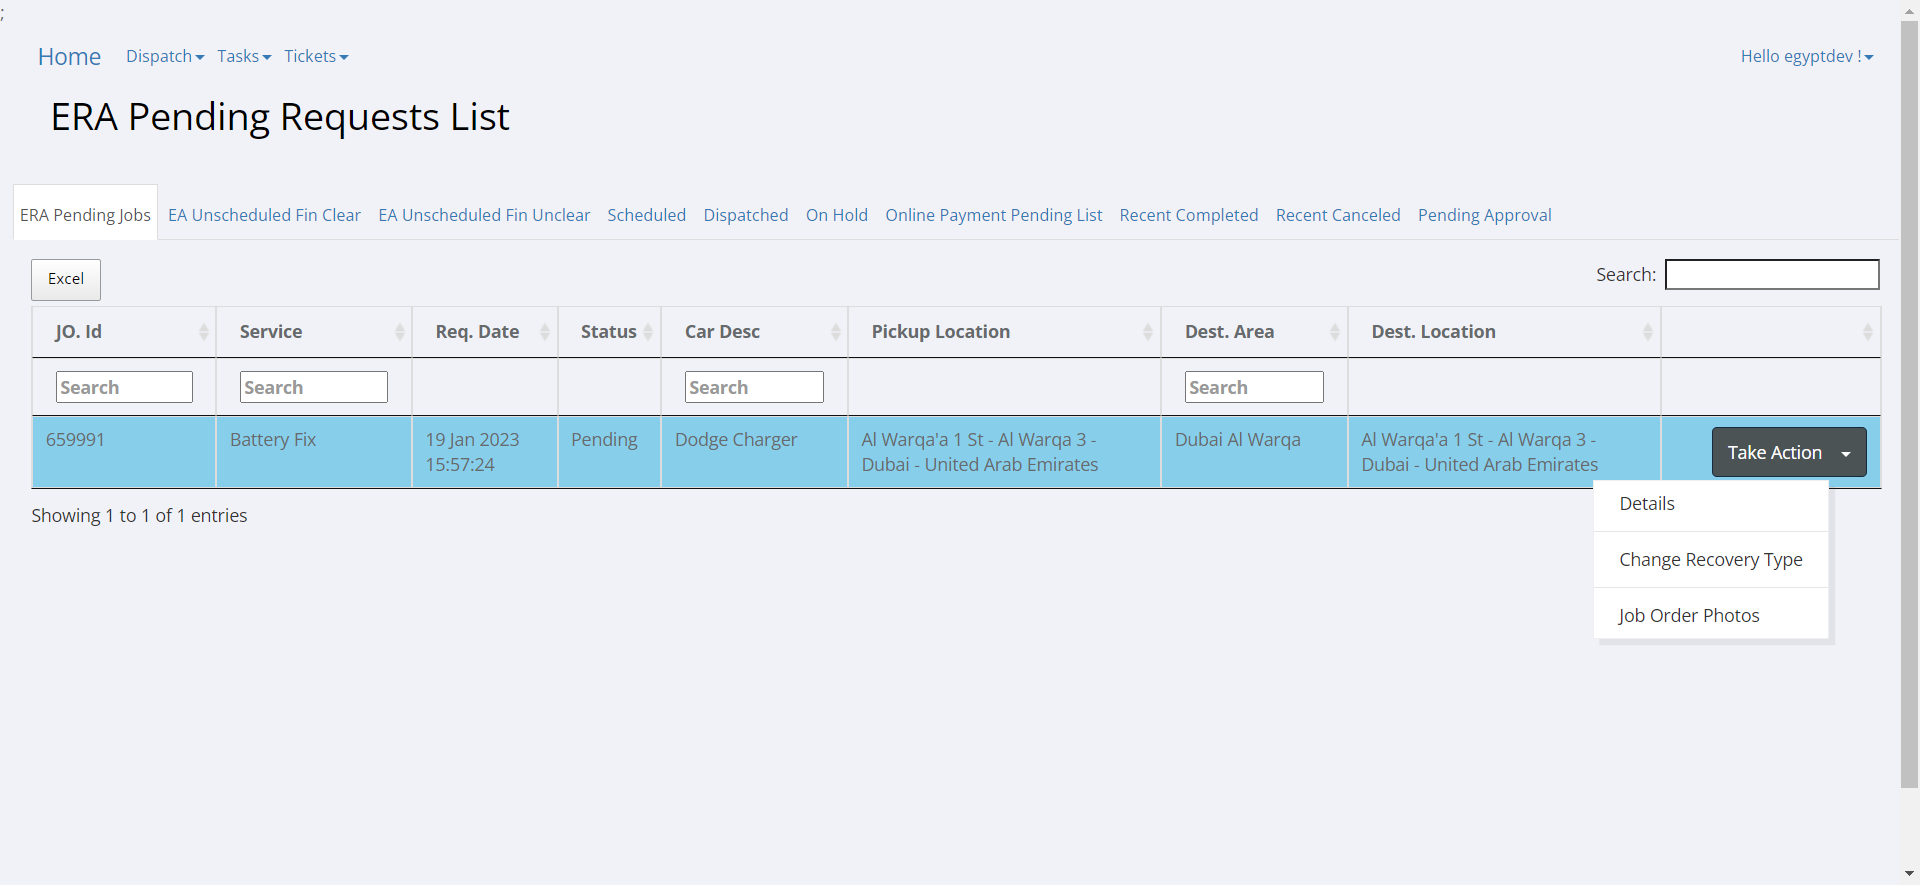 ;
Home Dispatch Tasks Tickets Hello egyptdev !
ERA Pending Requests List
ERA Pending Jobs EA Unscheduled Fin Clear EA Unscheduled Fin Unclear Scheduled Dispatched On Hold Online Payment Pending List Recent Completed Recent Canceled Pending Approval
Excel Search:
JO. Id Service Req. Date Status Car Desc Pickup Location Dest. Area Dest. Location
Search Search Search Search
659991 Battery Fix 19 Jan 2023 Pending Dodge Charger Al Warqa'a 1 St - Al Warqa 3 - Dubai Al Warqa Al Warqa'a 1 St - Al Warqa 3 - Take Action
15:57:24 Dubai - United Arab Emirates Dubai - United Arab Emirates
Showing 1 to 1 of 1 entries
Details
Change Recovery Type
Job Order Photos